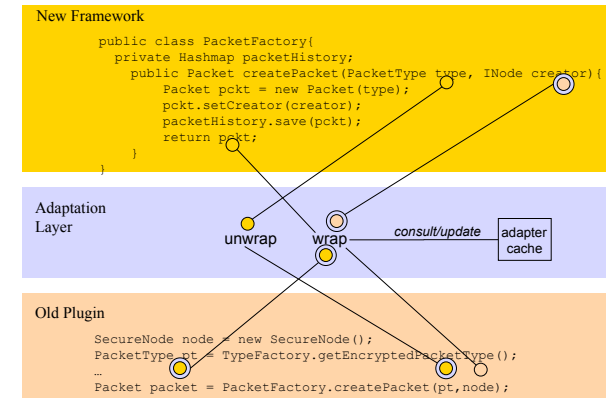 New Framework
public class PacketFactory{
private Hashmap packetHistory;
public Packet createPacket(PacketType type, INode creator){
Packet pckt = new Packet(type);
pckt.setCreator(creator);
packetHistory.save(pckt);
return pckt;
}
}
Adaptation
Layer
unwrap
wrap
consult/update
adapter
cache
Old Plugin
SecureNode node = new SecureNode();
PacketType pt = TypeFactory.getEncryptedPacketType();
…
Packet packet = PacketFactory.createPacket(pt,node);